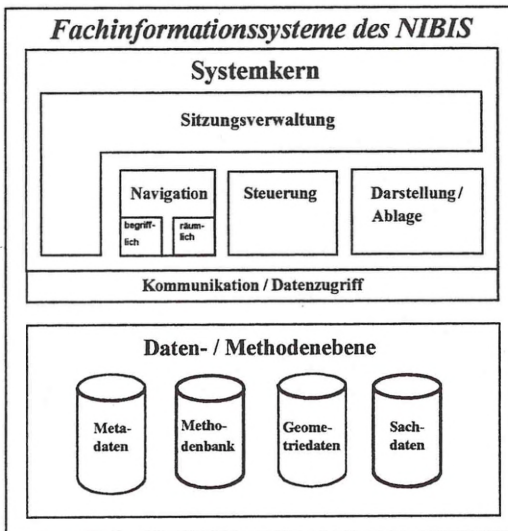 Fachinformationssysteme des NIBIS
Systemkern
Sitzungsverwaltung
Navigation
begriff-
lich
räum-
lich
Steuerung
Darstellung/
Ablage
Kommunikation / Datenzugriff
Daten- / Methodenebene
Meta-
daten
Metho-
denbank
Geome-
triedaten
Sach-
daten